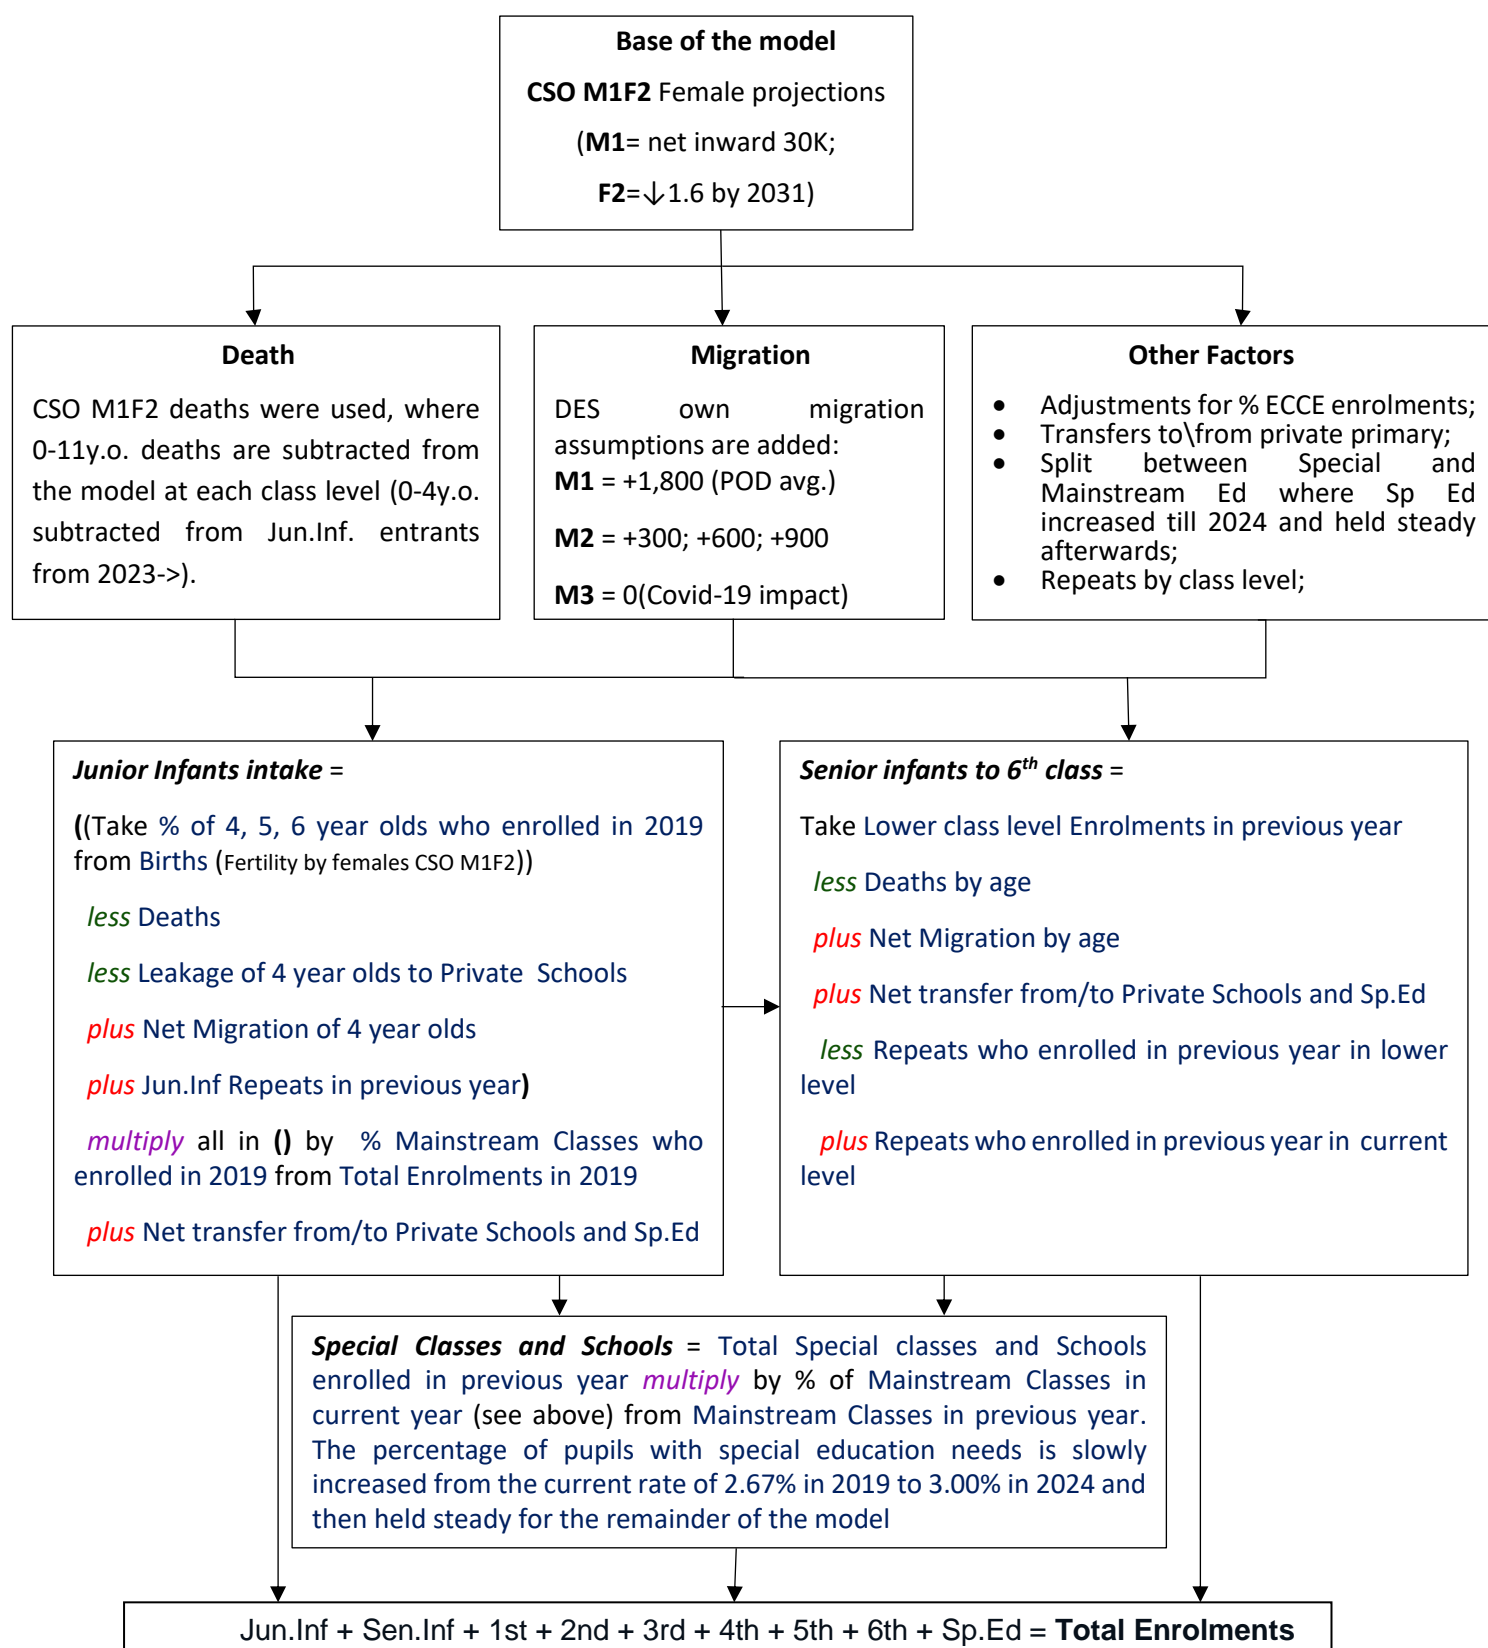 Base of the model
CSO M1F2 Female projections
(M1= net inward 30K;
F2=↓1.6 by 2031)
Death
CSO M1F2 deaths were used, where
0-11y.o. deaths are subtracted from
the model at each class level (0-4y.o.
subtracted from Jun.Inf. entrants
from 2023->).
Migration
DES own migration
assumptions are added:
M1 = +1,800 (POD avg.)
M2 = +300; +600; +900
M3 = 0(Covid-19 impact)
Other Factors
• Adjustments for % ECCE enrolments;
• Transfers to\from private primary;
• Split between Special and
Mainstream Ed where Sp Ed
increased till 2024 and held steady
afterwards;
• Repeats by class level;
Junior Infants intake =
((Take % of 4, 5, 6 year olds who enrolled in 2019
from Births (Fertility by females CSO M1F2))
less Deaths
less Leakage of 4 year olds to Private Schools
plus Net Migration of 4 year olds
plus Jun.Inf Repeats in previous year)
multiply all in () by % Mainstream Classes who
enrolled in 2019 from Total Enrolments in 2019
plus Net transfer from/to Private Schools and Sp.Ed
Senior infants to 6th class =
Take Lower class level Enrolments in previous year
less Deaths by age
plus Net Migration by age
plus Net transfer from/to Private Schools and Sp.Ed
less Repeats who enrolled in previous year in lower
level
plus Repeats who enrolled in previous year in current
level
Special Classes and Schools = Total Special classes and Schools
enrolled in previous year multiply by % of Mainstream Classes in
current year (see above) from Mainstream Classes in previous year.
The percentage of pupils with special education needs is slowly
increased from the current rate of 2.67% in 2019 to 3.00% in 2024 and
then held steady for the remainder of the model
Jun.Inf + Sen.Inf + 1st + 2nd + 3rd + 4th + 5th + 6th + Sp.Ed = Total Enrolments